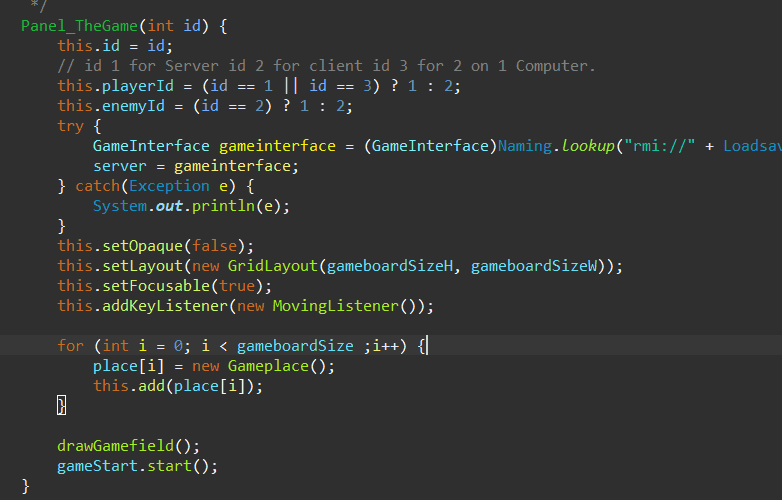 */
Panel_TheGame(int id) {
this.id = id;
// id 1 for Server id 2 for client id 3 for 2 on 1 Computer.
this.playerId = (id == 1 || id == 3) ? 1 : 2;
this.enemyId = (id == 2) ? 1 : 2;
try {
GameInterface gameinterface = (GameInterface)Naming.lookup("rmi://" + Loadsav
server = gameinterface;
} catch(Exception e) {
System.out.println(e);
}
this.setOpaque(false);
this.setLayout(new GridLayout(gameboardSizeH, gameboardSizeW));
this.setFocusable(true);
this.addKeyListener(new MovingListener());
for (int i = 0; i < gameboardSize ;i++) {
place[i] = new Gameplace();
this.add(place[i]);
}
drawGamefield();
gameStart.start();
}